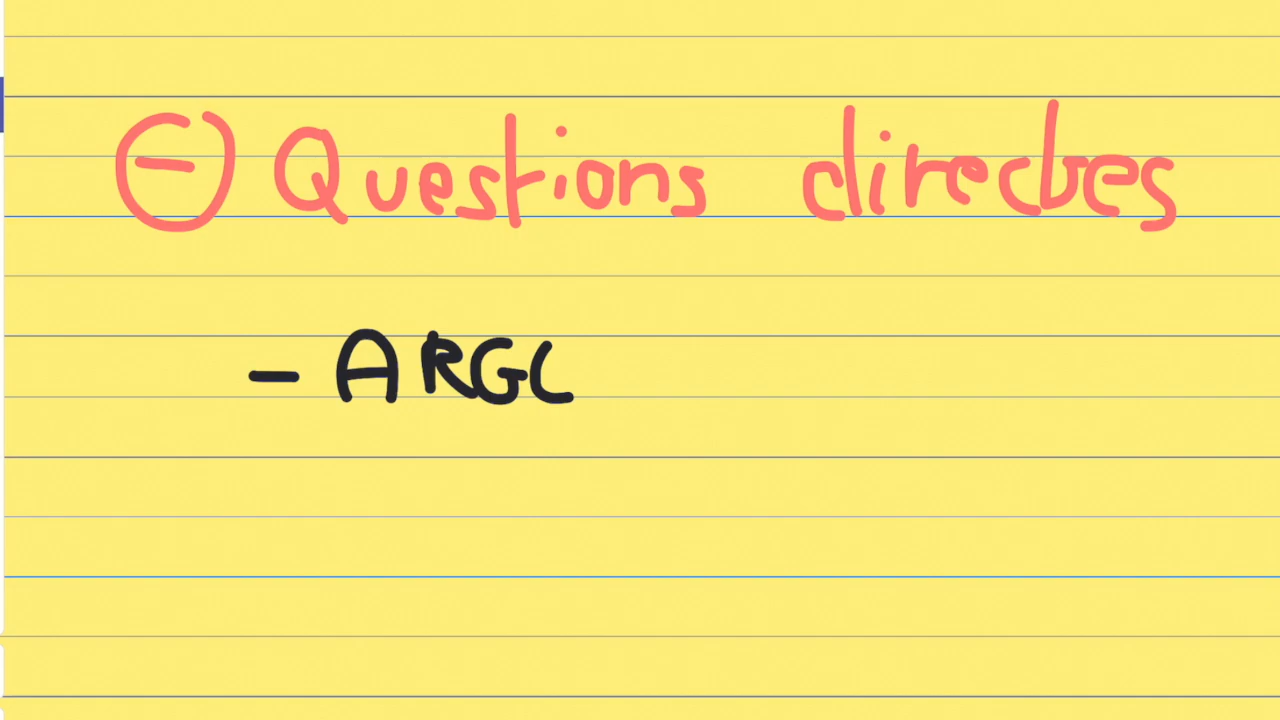 ⊖ Questions directes
- ARGC